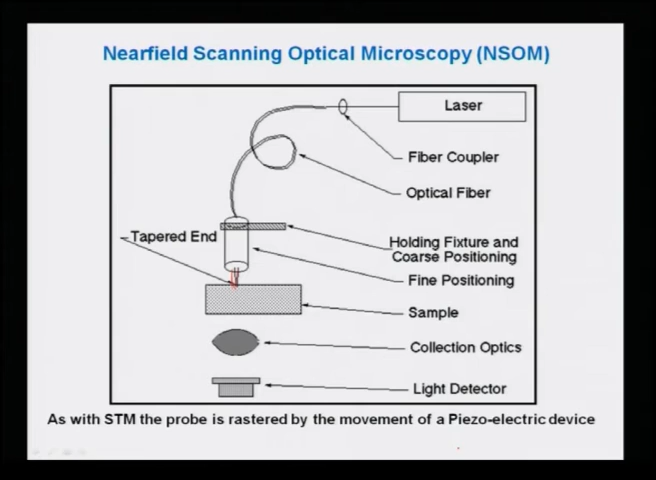 Nearfield Scanning Optical Microscopy (NSOM)
Laser
Fiber Coupler
Optical Fiber
Tapered End
Holding Fixture and
Coarse Positioning
Fine Positioning
Sample
Collection Optics
Light Detector
As with STM the probe is rastered by the movement of a Piezo-electric device